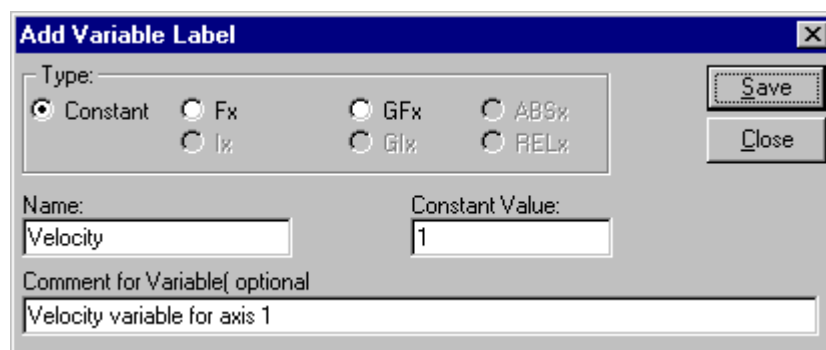 Add Variable Label
Type:
Constant Fx GFx ABSx
Ix GIx RELx
Save
Close
Name:
Constant Value:
Velocity
1
Comment for Variable( optional
Velocity variable for axis 1